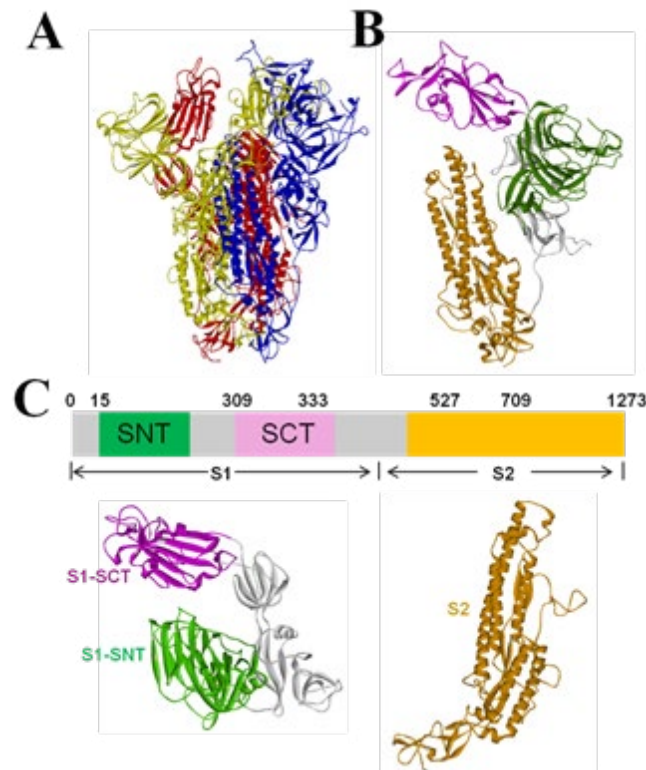 A B
C
0 15 309 333 527 709 1273
SNT SCT
S1 S2
S1-SCT
S2
S1-SNT